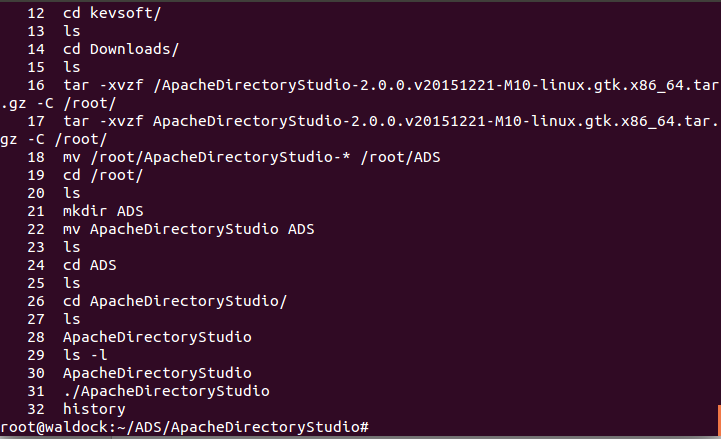 12  cd kevsoft/
13  ls
14  cd Downloads/
15  ls
16  tar -xvzf /ApacheDirectoryStudio-2.0.0.v20151221-M10-linux.gtk.x86_64.tar
.gz -C /root/
17  tar -xvzf ApacheDirectoryStudio-2.0.0.v20151221-M10-linux.gtk.x86_64.tar.
gz -C /root/
18  mv /root/ApacheDirectoryStudio-* /root/ADS
19  cd /root/
20  ls
21  mkdir ADS
22  mv ApacheDirectoryStudio ADS
23  ls
24  cd ADS
25  ls
26  cd ApacheDirectoryStudio/
27  ls
28  ApacheDirectoryStudio
29  ls -l
30  ApacheDirectoryStudio
31  ./ApacheDirectoryStudio
32  history
root@waldock:~/ADS/ApacheDirectoryStudio#